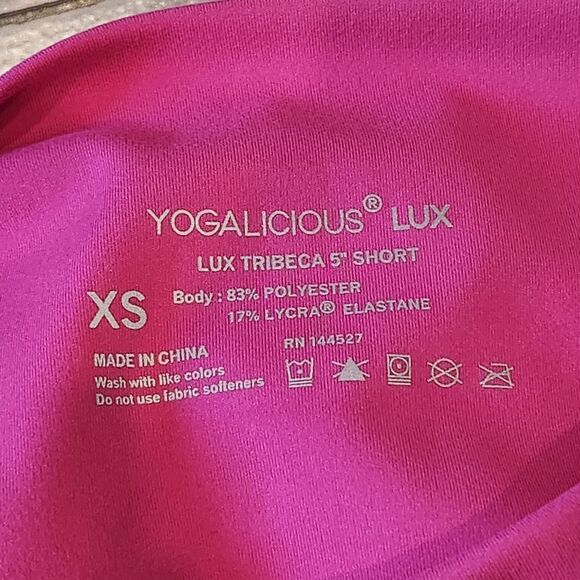 YOGALICIOUS® LUX
LUX TRIBECA 5" SHORT
XS
Body : 83% POLYESTER
17% LYCRA® ELASTANE
RN 144527
MADE IN CHINA
Wash with like colors
Do not use fabric softeners